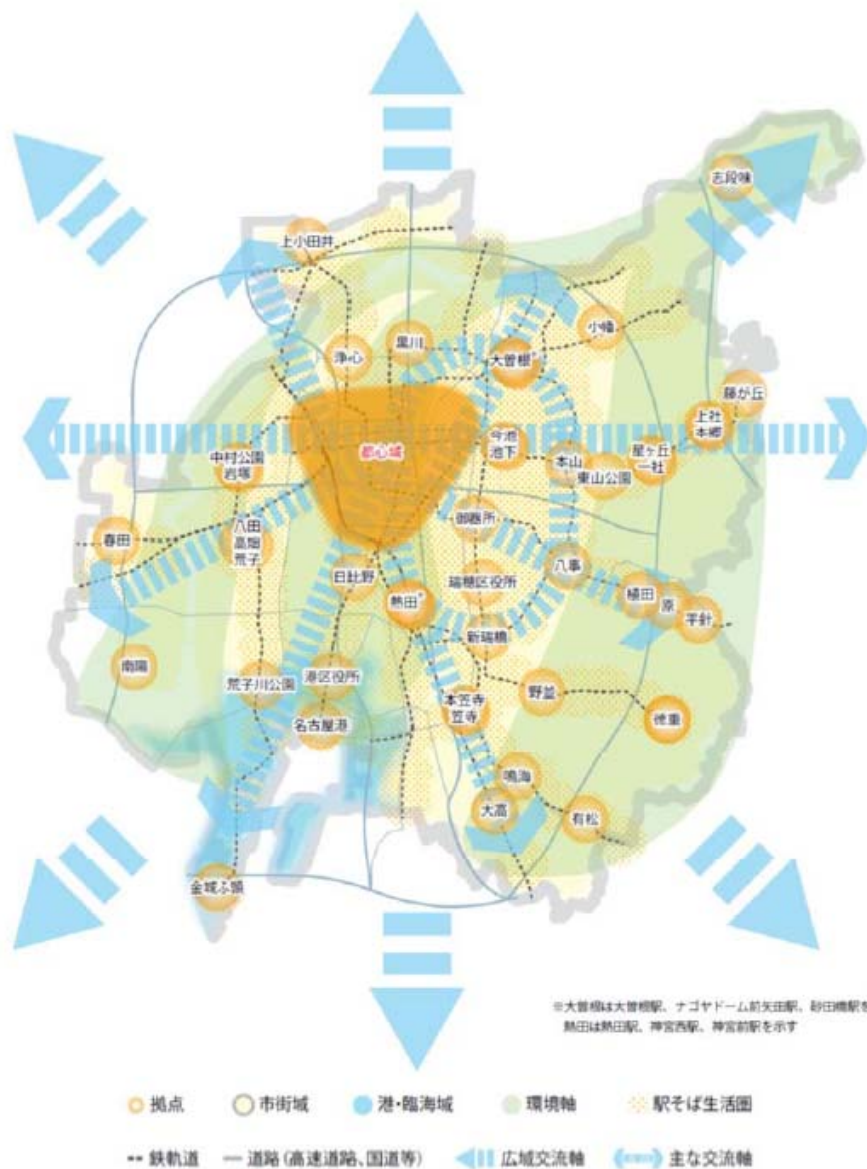 志段味
上小田井
小幡
浄心
黒川
大曽根※
藤が丘
上社
本郷
都心域
今池
池下
本山
星ヶ丘
一社
中村公園
岩塚
東山公園
御器所
春田
八田
高畑
荒子
八事
日比野
瑞穂区役所
熱田※
植田
原
平針
新瑞橋
南陽
荒子川公園
港区役所
名古屋港
本笠寺
笠寺
野並
徳重
鳴海
大高
有松
金城ふ頭
※大曽根は大曽根駅、ナゴヤドーム前矢田駅、砂田橋駅を
熱田は熱田駅、神宮西駅、神宮前駅を示す
拠点 市街域 港・臨海域 環境軸 駅そば生活圏
鉄軌道 道路（高速道路、国道等） 広域交流軸 主な交流軸